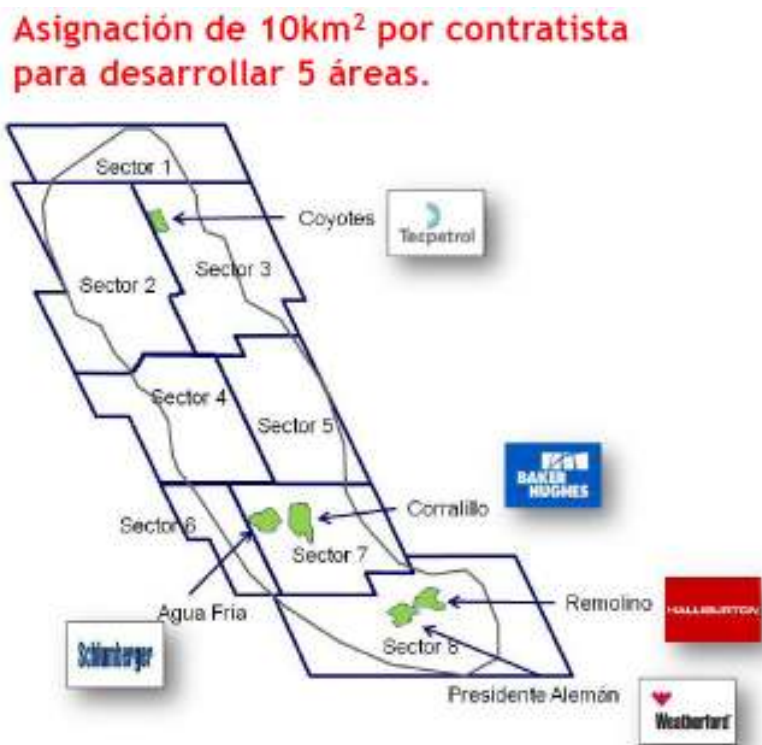 Asignación de 10km² por contratista
para desarrollar 5 áreas.
Sector 1
Coyotes
Tecpetrol
Sector 3
Sector 2
Sector 4
Sector 5
BAKER
HUGHES
Corralillo
Sector 6
Sector 7
Agua Fria
Remolino
HALLIBURTON
Schlumberger
Sector 8
Presidente Alemán
Weatherford